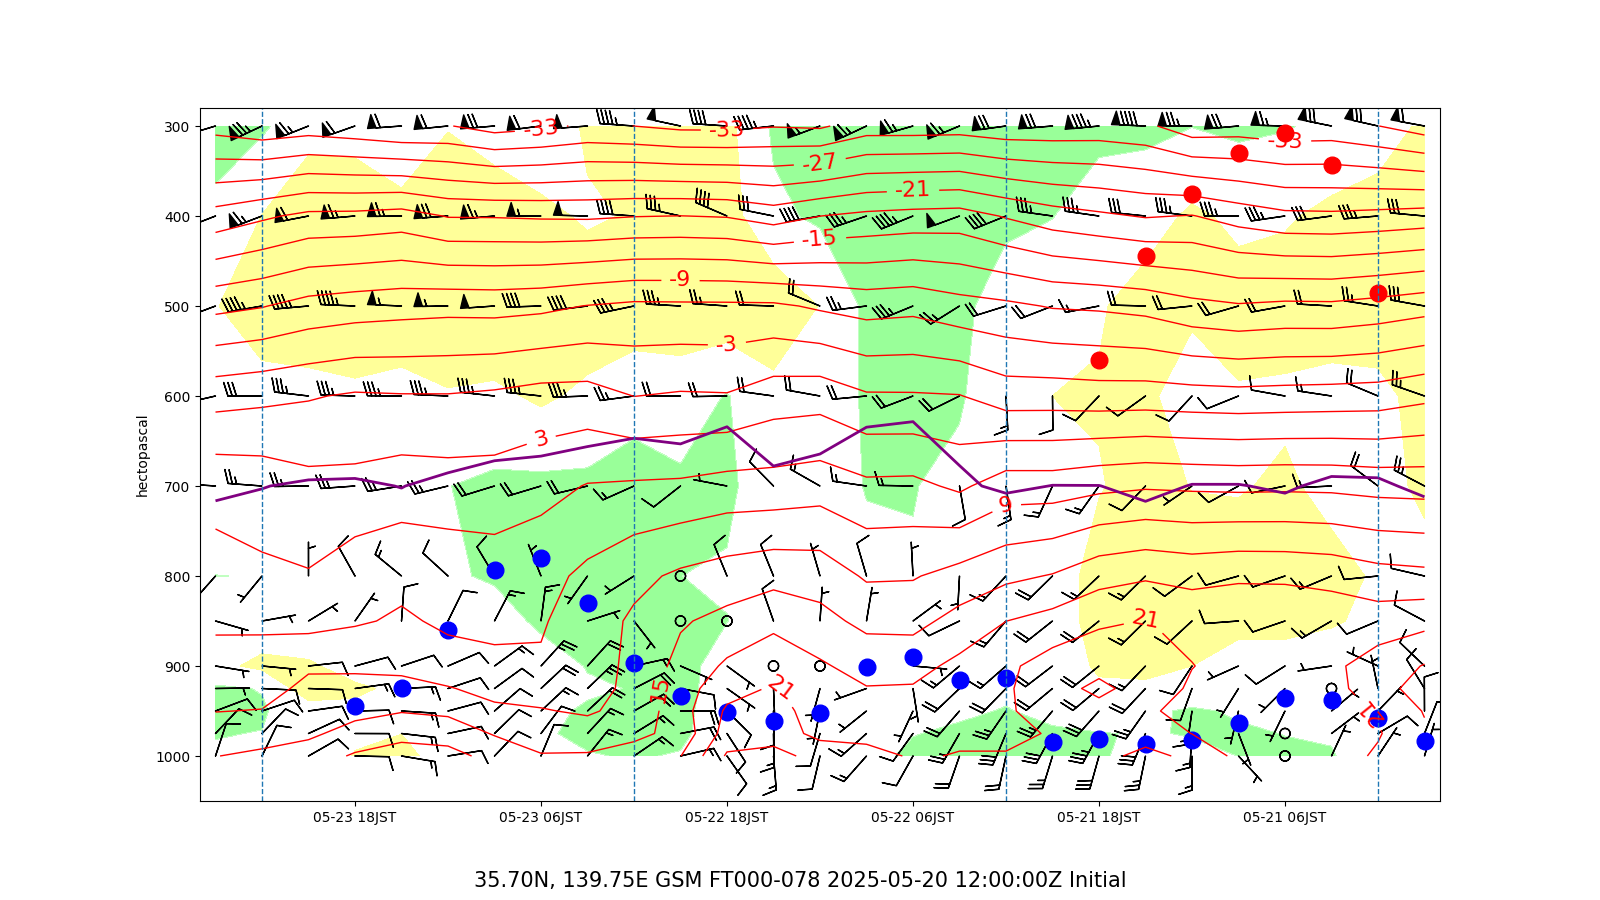 300
400
500
600
700
800
900
1000
hectopascal
-33
-33
-33
-27
-21
-15
-9
-3
3
9
21
21
15
05-23 18JST
05-23 06JST
05-22 18JST
05-22 06JST
05-21 18JST
05-21 06JST
35.70N, 139.75E GSM FT000-078 2025-05-20 12:00:00Z Initial